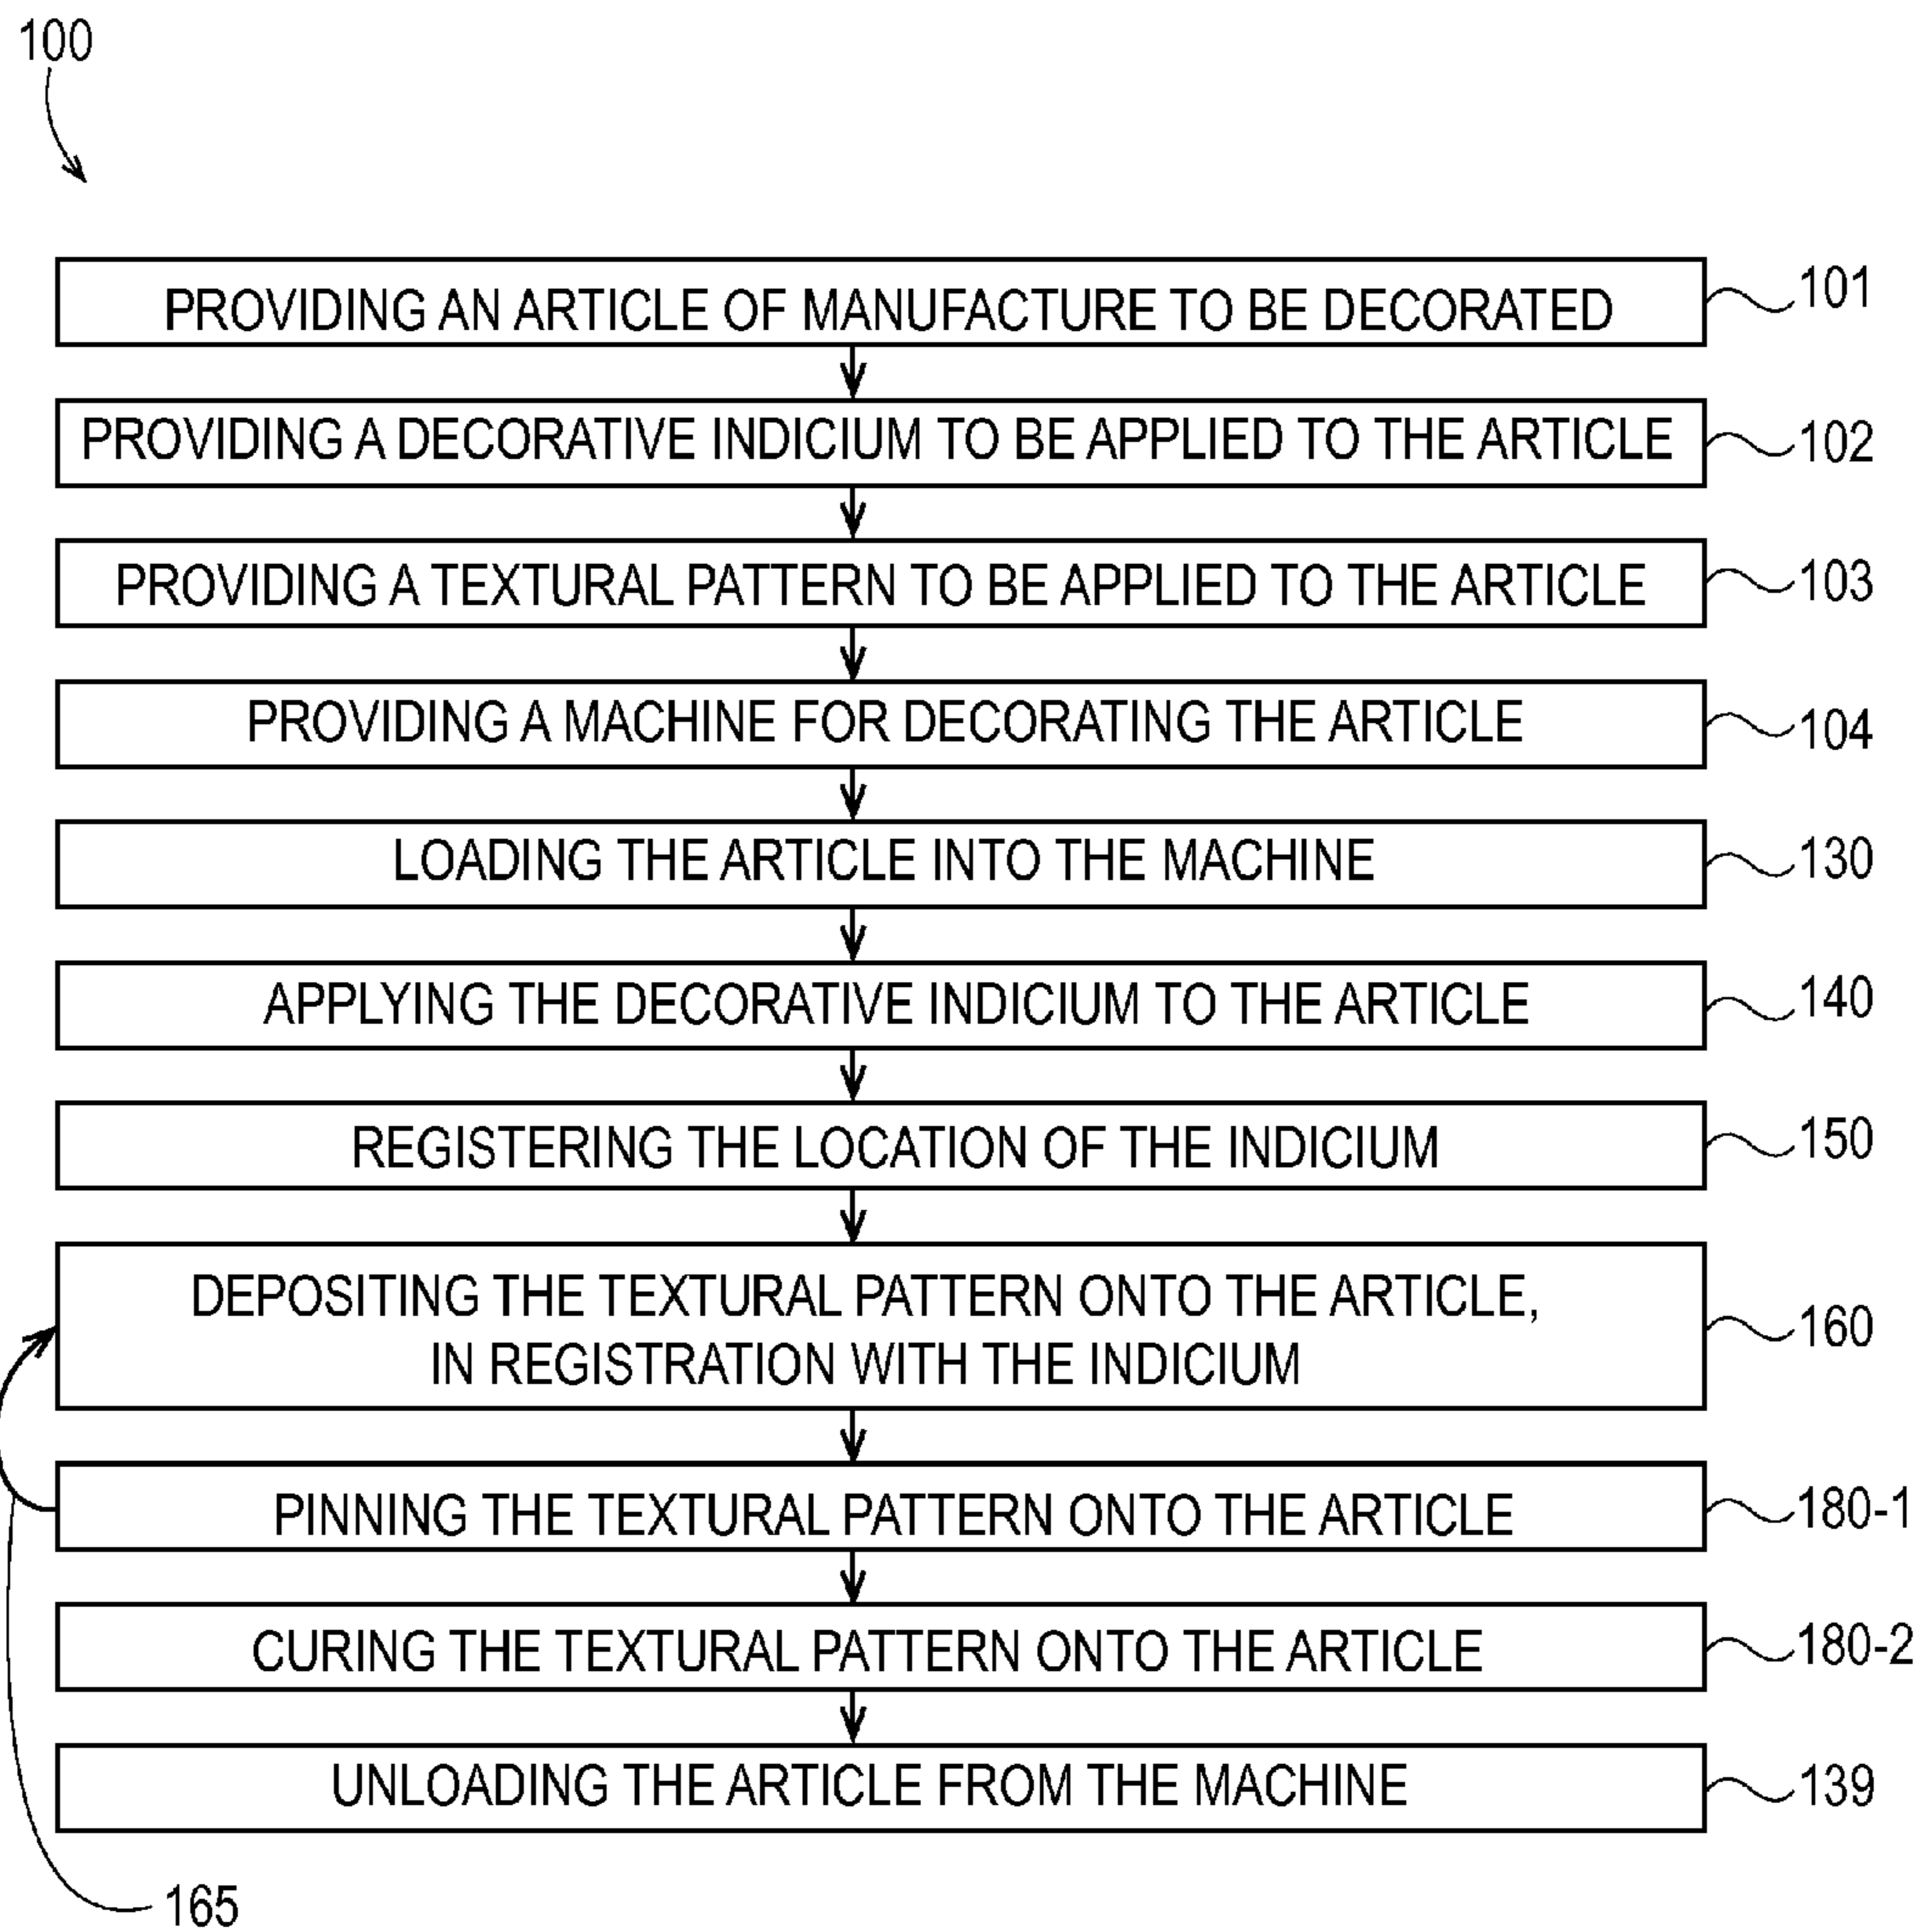 100
PROVIDING AN ARTICLE OF MANUFACTURE TO BE DECORATED
101
PROVIDING A DECORATIVE INDICIUM TO BE APPLIED TO THE ARTICLE
102
PROVIDING A TEXTURAL PATTERN TO BE APPLIED TO THE ARTICLE
103
PROVIDING A MACHINE FOR DECORATING THE ARTICLE
104
LOADING THE ARTICLE INTO THE MACHINE
130
APPLYING THE DECORATIVE INDICIUM TO THE ARTICLE
140
REGISTERING THE LOCATION OF THE INDICIUM
150
DEPOSITING THE TEXTURAL PATTERN ONTO THE ARTICLE,
IN REGISTRATION WITH THE INDICIUM
160
PINNING THE TEXTURAL PATTERN ONTO THE ARTICLE
180-1
CURING THE TEXTURAL PATTERN ONTO THE ARTICLE
180-2
UNLOADING THE ARTICLE FROM THE MACHINE
139
165